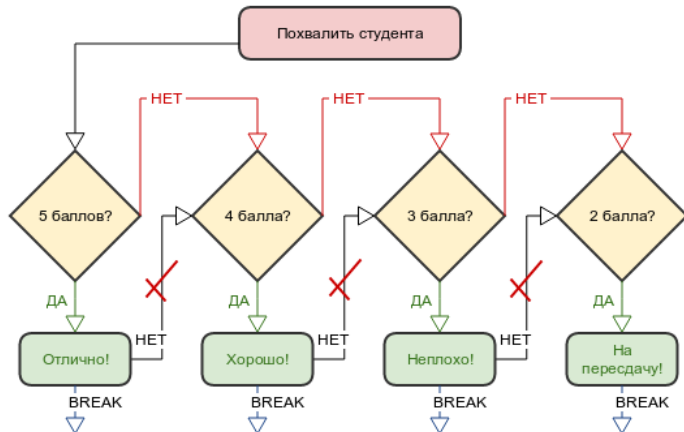 Похвалить студента
НЕТ
НЕТ
НЕТ
5 баллов?
4 балла?
3 балла?
2 балла?
ДА
ДА
ДА
ДА
НЕТ
НЕТ
НЕТ
Отлично!
Хорошо!
Неплохо!
На
пересдачу!
BREAK
BREAK
BREAK
BREAK